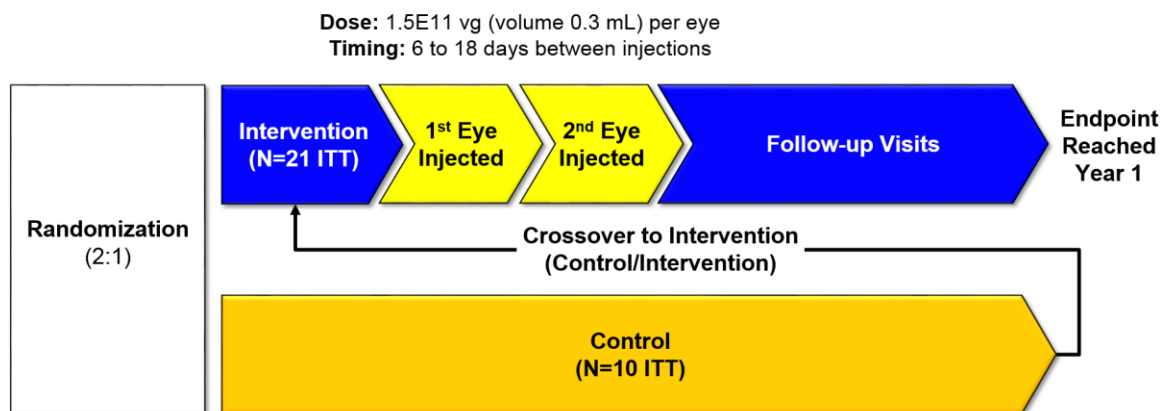 Dose: 1.5E11 vg (volume 0.3 mL) per eye
Timing: 6 to 18 days between injections
Randomization
(2:1)
Intervention
(N=21 ITT)
1st Eye
Injected
2nd Eye
Injected
Follow-up Visits
Endpoint
Reached
Year 1
Crossover to Intervention
(Control/Intervention)
Control
(N=10 ITT)